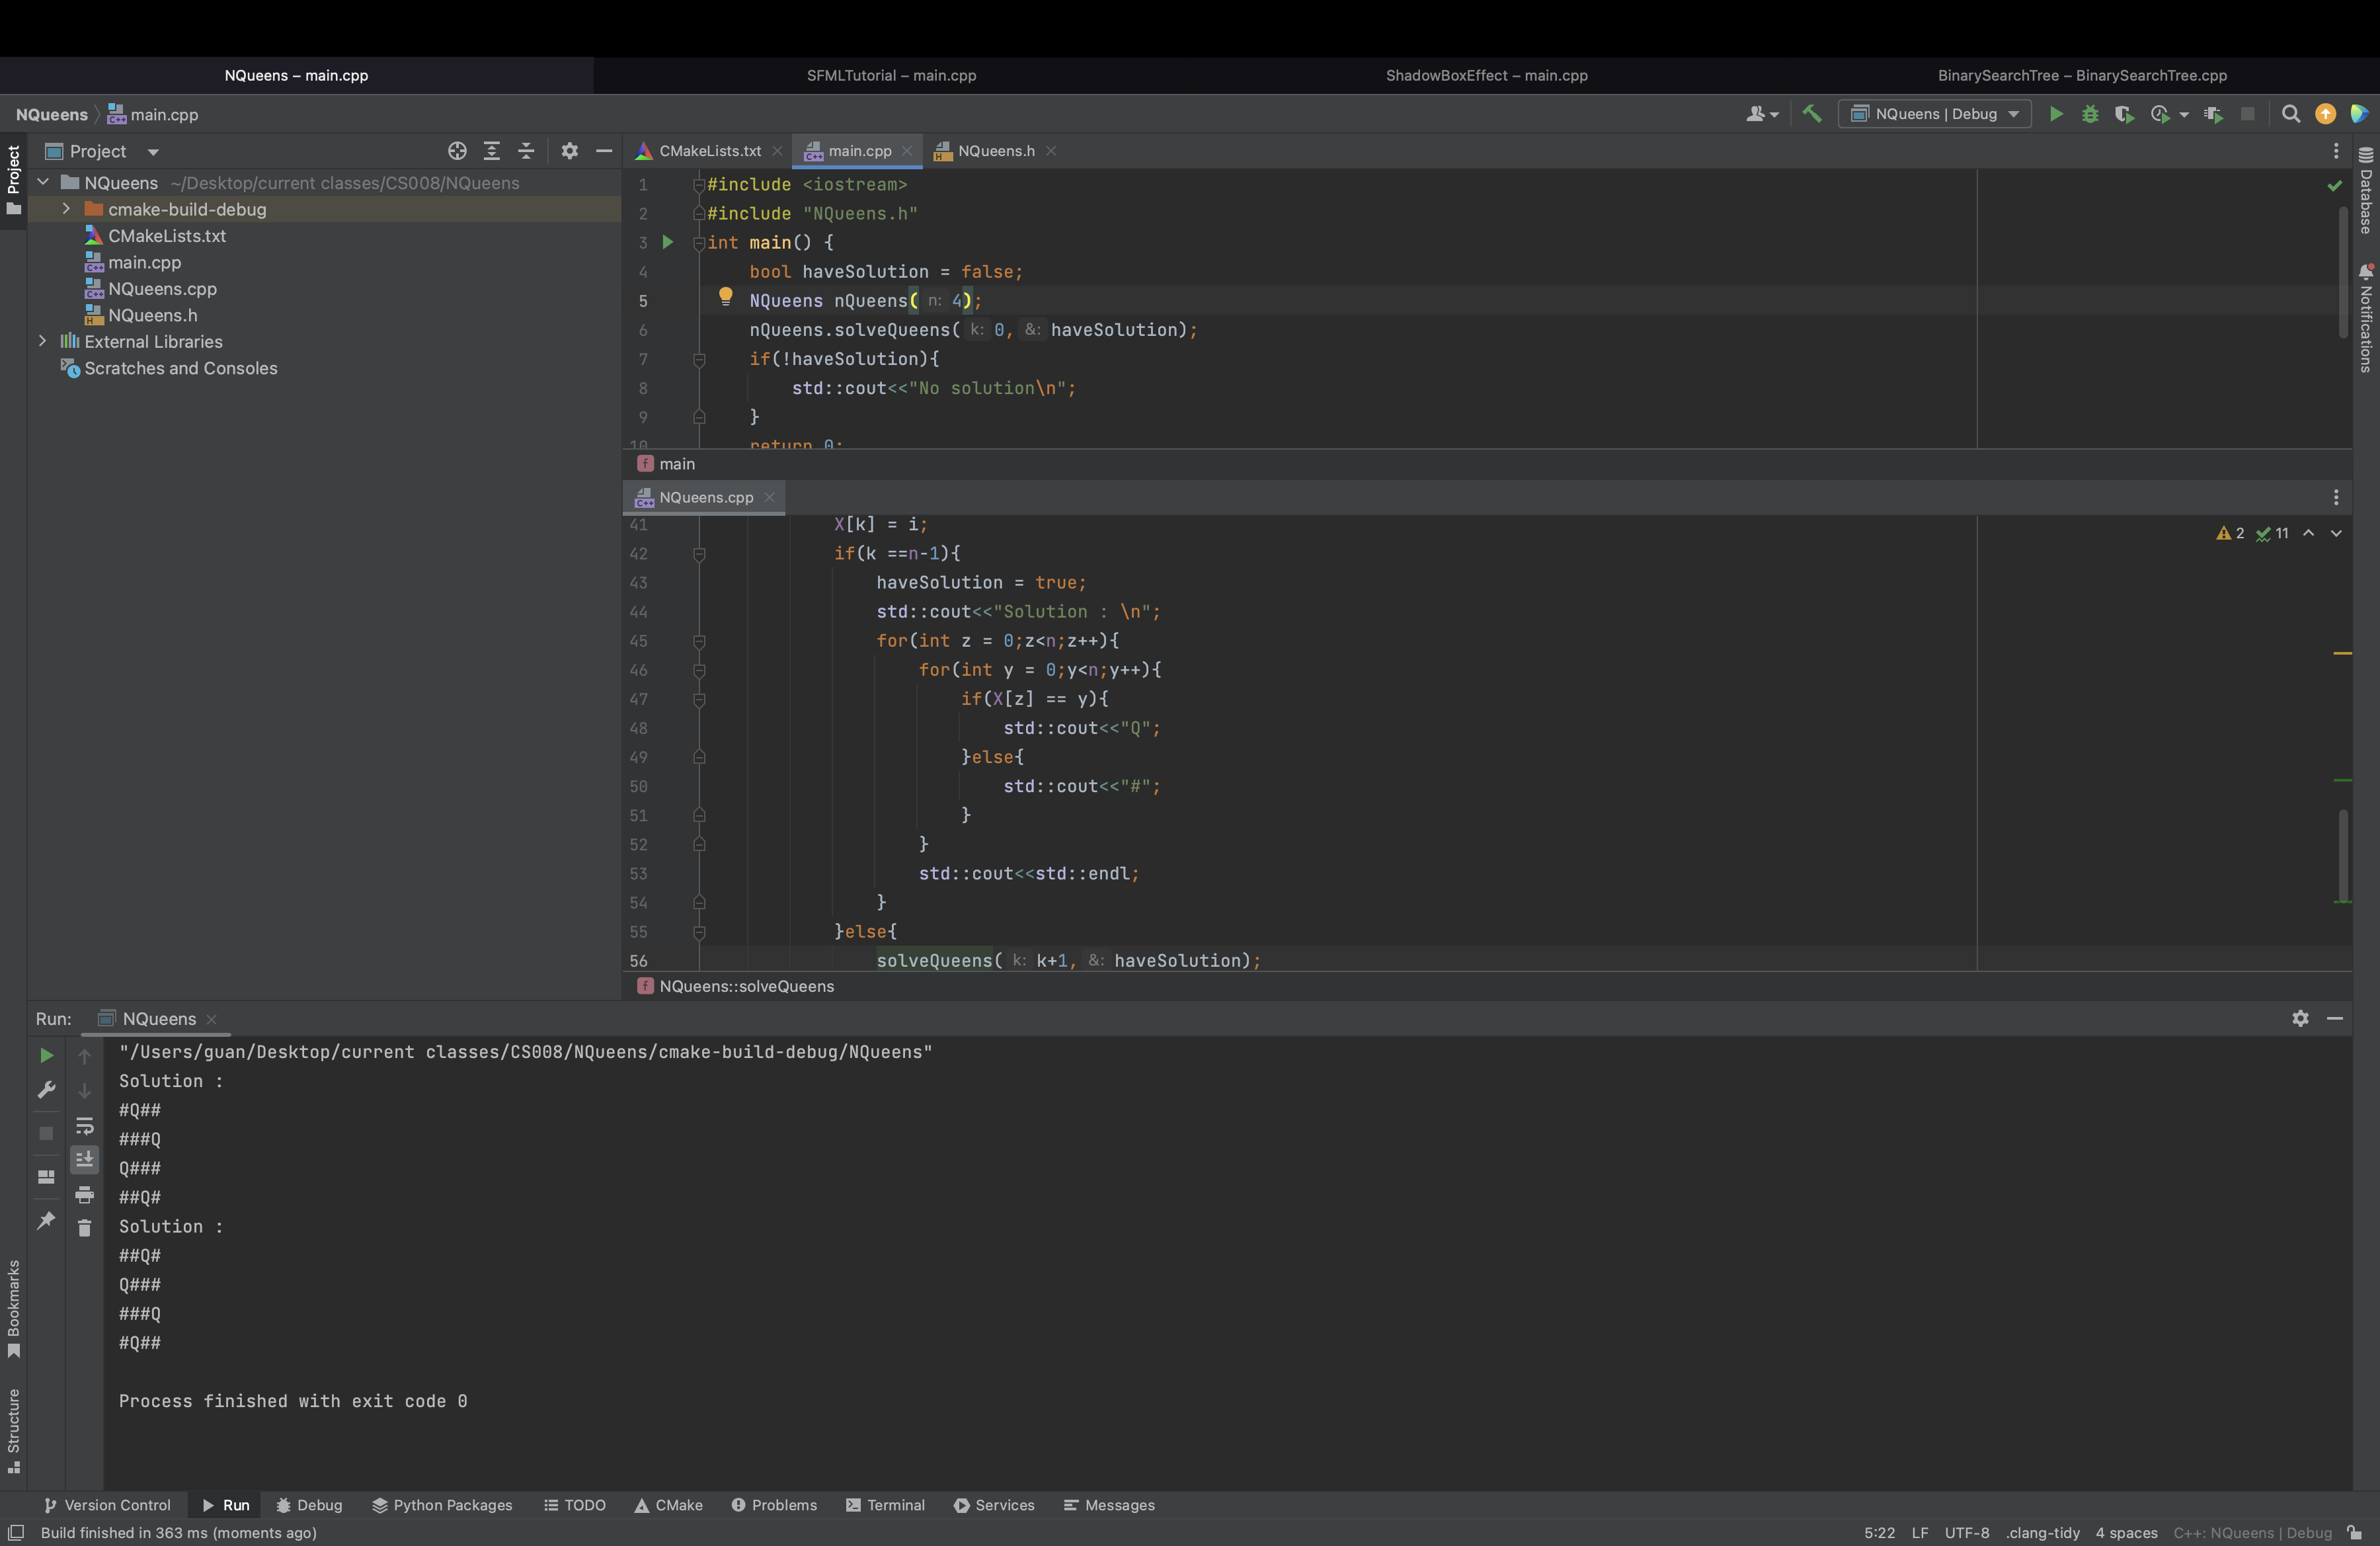 NQueens – main.cpp
SFMLTutorial – main.cpp
ShadowBoxEffect – main.cpp
BinarySearchTree – BinarySearchTree.cpp
NQueens main.cpp
NQueens | Debug
Project
Project
NQueens ~/Desktop/current classes/CS008/NQueens
cmake-build-debug
CMakeLists.txt
main.cpp
NQueens.cpp
NQueens.h
External Libraries
Scratches and Consoles
CMakeLists.txt
main.cpp
NQueens.h
1 #include <iostream>
2 #include "NQueens.h"
3 int main() {
4 bool haveSolution = false;
5 NQueens nQueens( n: 4);
6 nQueens.solveQueens( k: 0, &: haveSolution);
7 if(!haveSolution){
8 std::cout<<"No solution\n";
9 }
10 return 0;
main
NQueens.cpp
2 11
41 X[k] = i;
42 if(k ==n-1){
43 haveSolution = true;
44 std::cout<<"Solution : \n";
45 for(int z = 0;z<n;z++){
46 for(int y = 0;y<n;y++){
47 if(X[z] == y){
48 std::cout<<"Q";
49 }else{
50 std::cout<<"#";
51 }
52 }
53 std::cout<<std::endl;
54 }
55 }else{
56 solveQueens( k: k+1, &: haveSolution);
NQueens::solveQueens
Database
Notifications
Run: NQueens
"/Users/guan/Desktop/current classes/CS008/NQueens/cmake-build-debug/NQueens"
Solution :
#Q##
###Q
Q###
##Q#
Solution :
##Q#
Q###
###Q
#Q##
Process finished with exit code 0
Bookmarks
Structure
Version Control
Run
Debug
Python Packages
TODO
CMake
Problems
Terminal
Services
Messages
Build finished in 363 ms (moments ago)
5:22 LF UTF-8 .clang-tidy 4 spaces C++: NQueens | Debug